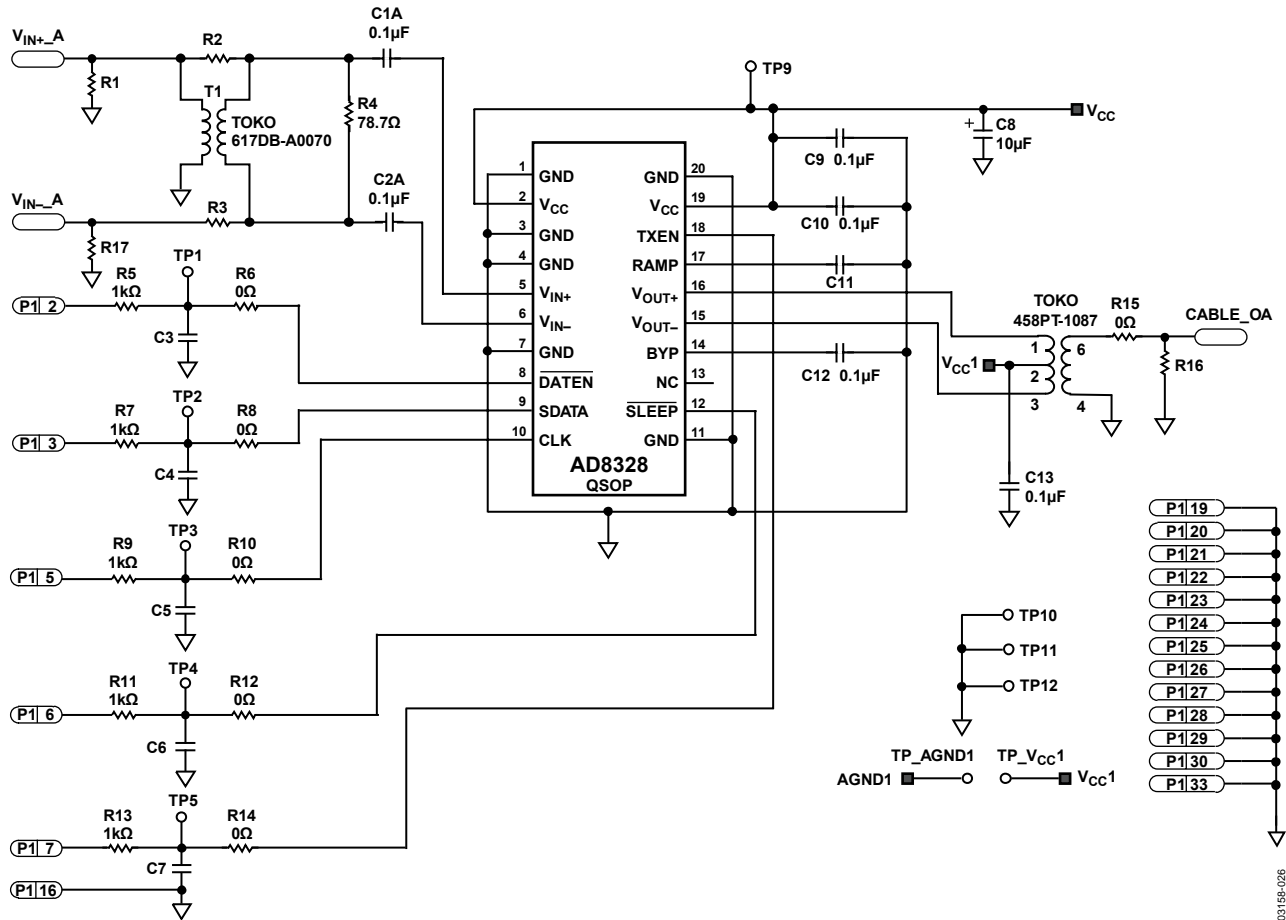 C1A
0.1µF
VIN+_A
R1
R2
T1
TOKO
617DB-A0070
R4
78.7Ω
C2A
0.1µF
VIN–_A
R3
R17
TP1
R5
1kΩ
R6
0Ω
P1 2
C3
TP2
R7
1kΩ
R8
0Ω
P1 3
C4
TP3
R9
1kΩ
R10
0Ω
P1 5
C5
TP4
R11
1kΩ
R12
0Ω
P1 6
C6
TP5
R13
1kΩ
R14
0Ω
P1 7
C7
P1 16
1 GND
2 VCC
3 GND
4 GND
5 VIN+
6 VIN–
7 GND
8 DATEN
9 SDATA
10 CLK
GND 20
VCC 19
TXEN 18
RAMP 17
VOUT+ 16
VOUT– 15
BYP 14
NC 13
SLEEP 12
GND 11
AD8328
QSOP
TP9
VCC
+
C8
10µF
C9 0.1µF
C10 0.1µF
C11
C12 0.1µF
TOKO
458PT-1087
1
2
3
6
4
VCC1
R15
0Ω
CABLE_OA
R16
C13
0.1µF
TP10
TP11
TP12
TP_AGND1
AGND1
TP_VCC1
VCC1
P1 19
P1 20
P1 21
P1 22
P1 23
P1 24
P1 25
P1 26
P1 27
P1 28
P1 29
P1 30
P1 33
03158-026